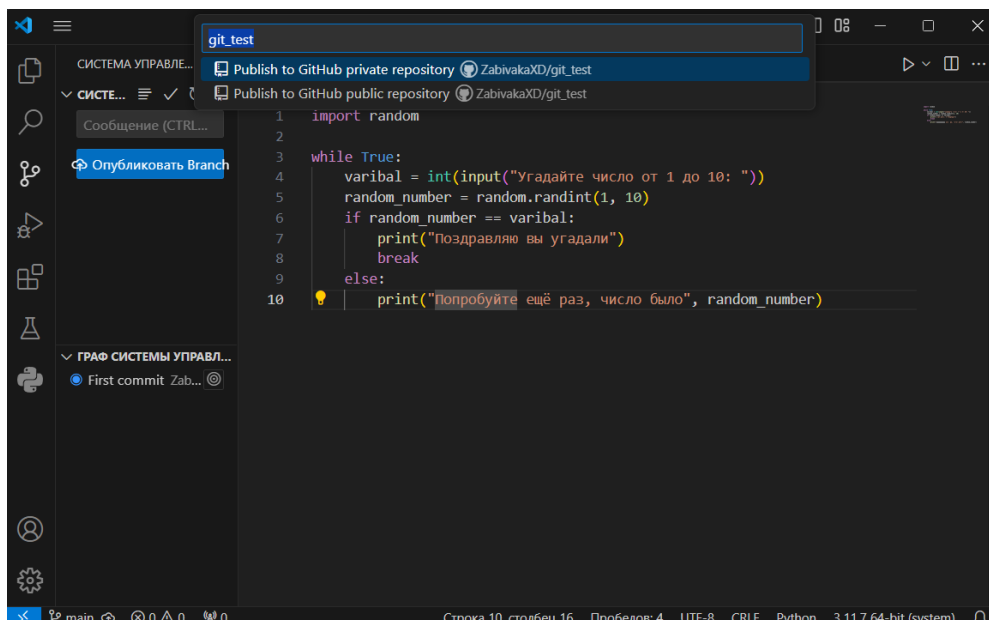 git_test
Publish to GitHub private repository ZabivakaXD/git_test
Publish to GitHub public repository ZabivakaXD/git_test
СИСТЕМА УПРАВЛЕ...
СИСТЕ...
Сообщение (CTRL...
Опубликовать Branch
ГРАФ СИСТЕМЫ УПРАВЛ...
First commit Zab...
1 import random
2
3 while True:
4 varibal = int(input("Угадайте число от 1 до 10: "))
5 random_number = random.randint(1, 10)
6 if random_number == varibal:
7 print("Поздравляю вы угадали")
8 break
9 else:
10 print("Попробуйте ещё раз, число было", random_number)
main 0 0 0 Строка 10, столбец 16 Пробелов: 4 UTF-8 CRLF Python 3.11.7 64-bit (system)